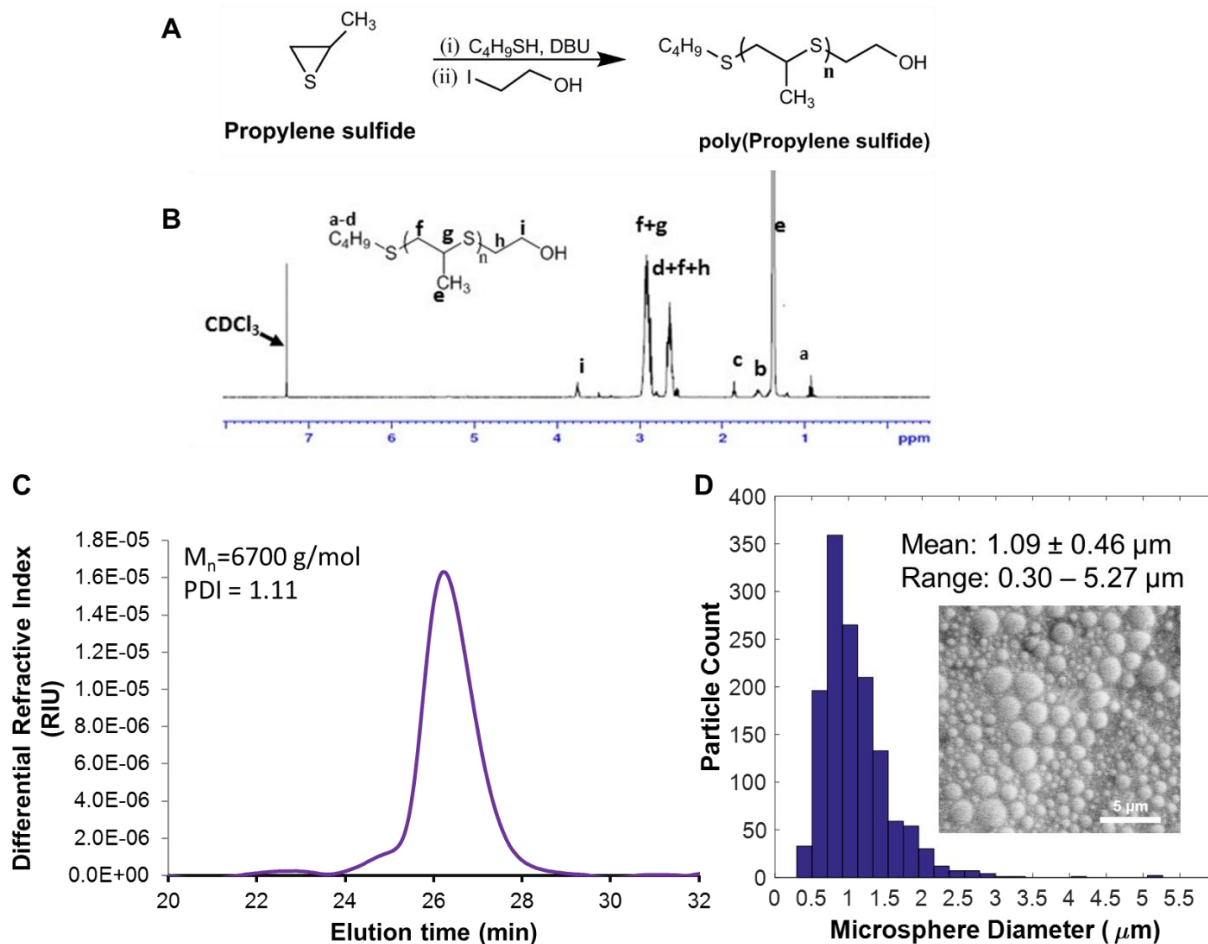 A
CH₃
S
Propylene sulfide
(i) C₄H₉SH, DBU
(ii) I OH
C₄H₉ S ( S )n OH
CH₃
poly(Propylene sulfide)
B
a-d
C₄H₉ S ( f g S )n h i OH
CH₃
e
CDCl₃
i
f+g
d+f+h
c
b
e
a
7 6 5 4 3 2 1 ppm
C
Mn=6700 g/mol
PDI = 1.11
Differential Refractive Index
(RIU)
1.8E-05
1.6E-05
1.4E-05
1.2E-05
1.0E-05
8.0E-06
6.0E-06
4.0E-06
2.0E-06
0.0E+00
20 22 24 26 28 30 32
Elution time (min)
D
Mean: 1.09 ± 0.46 µm
Range: 0.30 – 5.27 µm
5 µm
Particle Count
400
350
300
250
200
150
100
50
0
0 0.5 1 1.5 2 2.5 3 3.5 4 4.5 5 5.5
Microsphere Diameter ( µm)